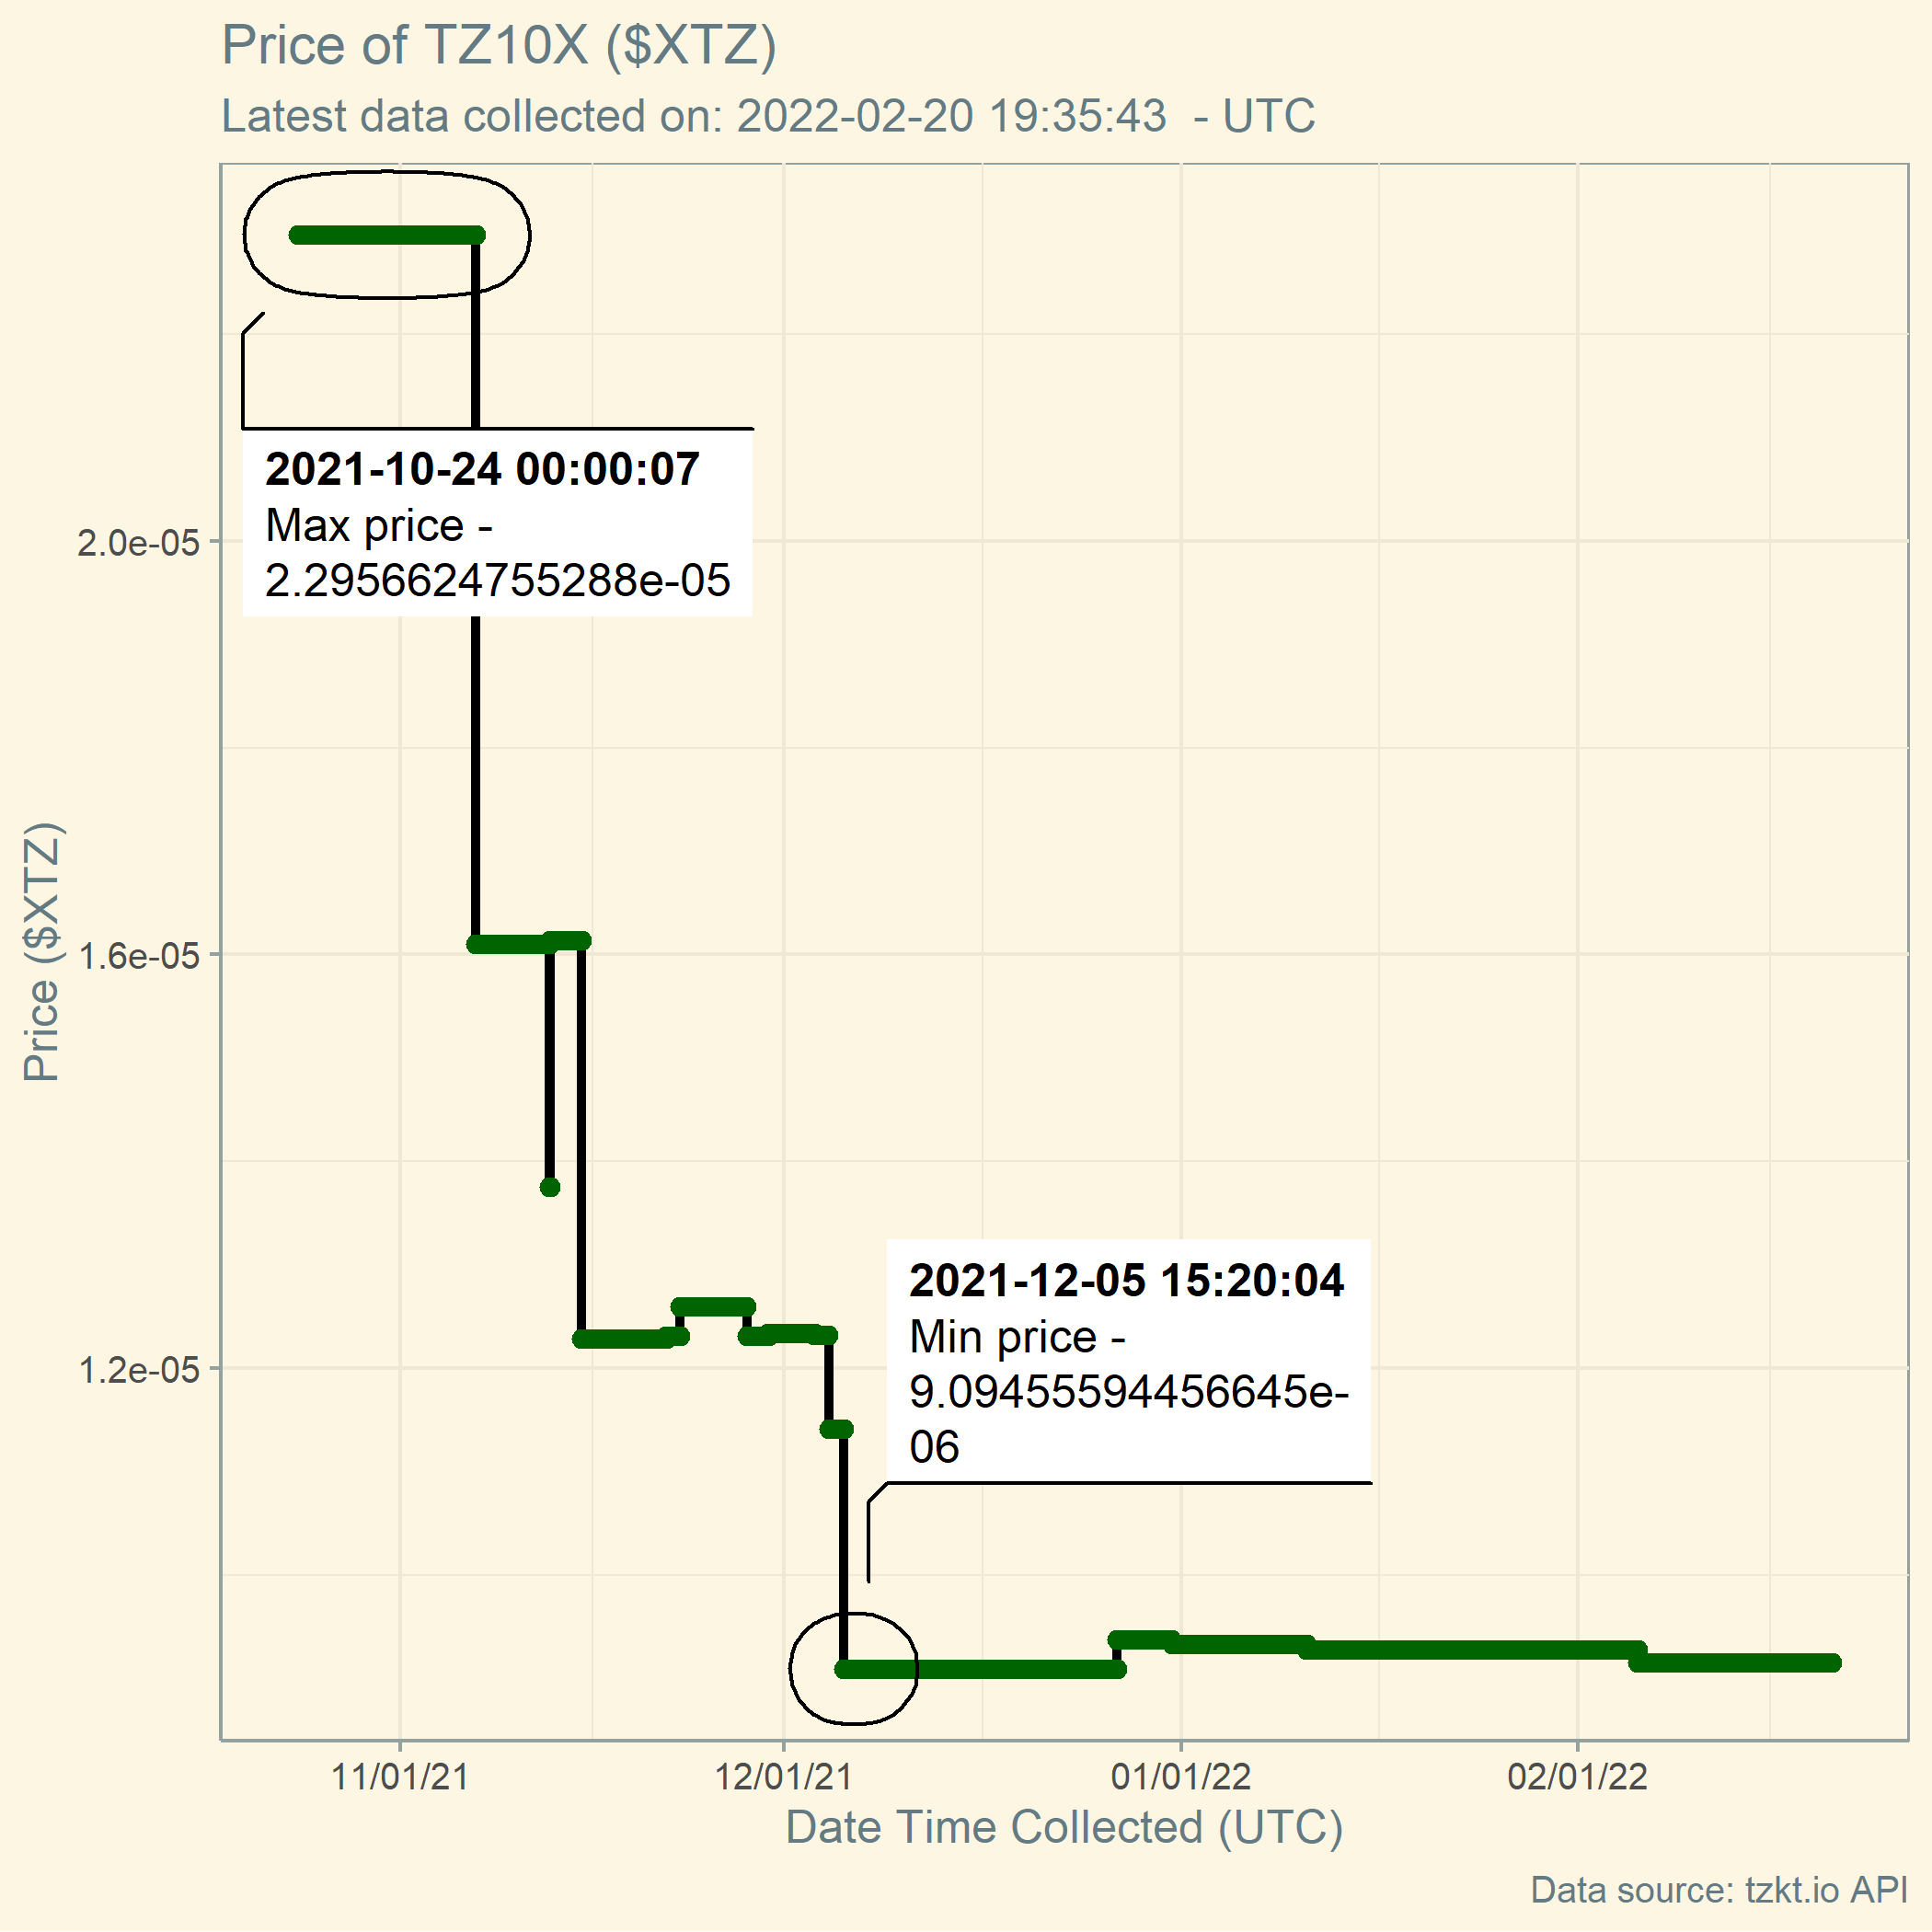 Price of TZ10X ($XTZ)
Latest data collected on: 2022-02-20 19:35:43  - UTC
2021-10-24 00:00:07
Max price -
2.2956624755288e-05
2.0e-05
Price ($XTZ)
1.6e-05
2021-12-05 15:20:04
Min price -
9.09455594456645e-
06
1.2e-05
11/01/21 12/01/21 01/01/22 02/01/22
Date Time Collected (UTC)
Data source: tzkt.io API